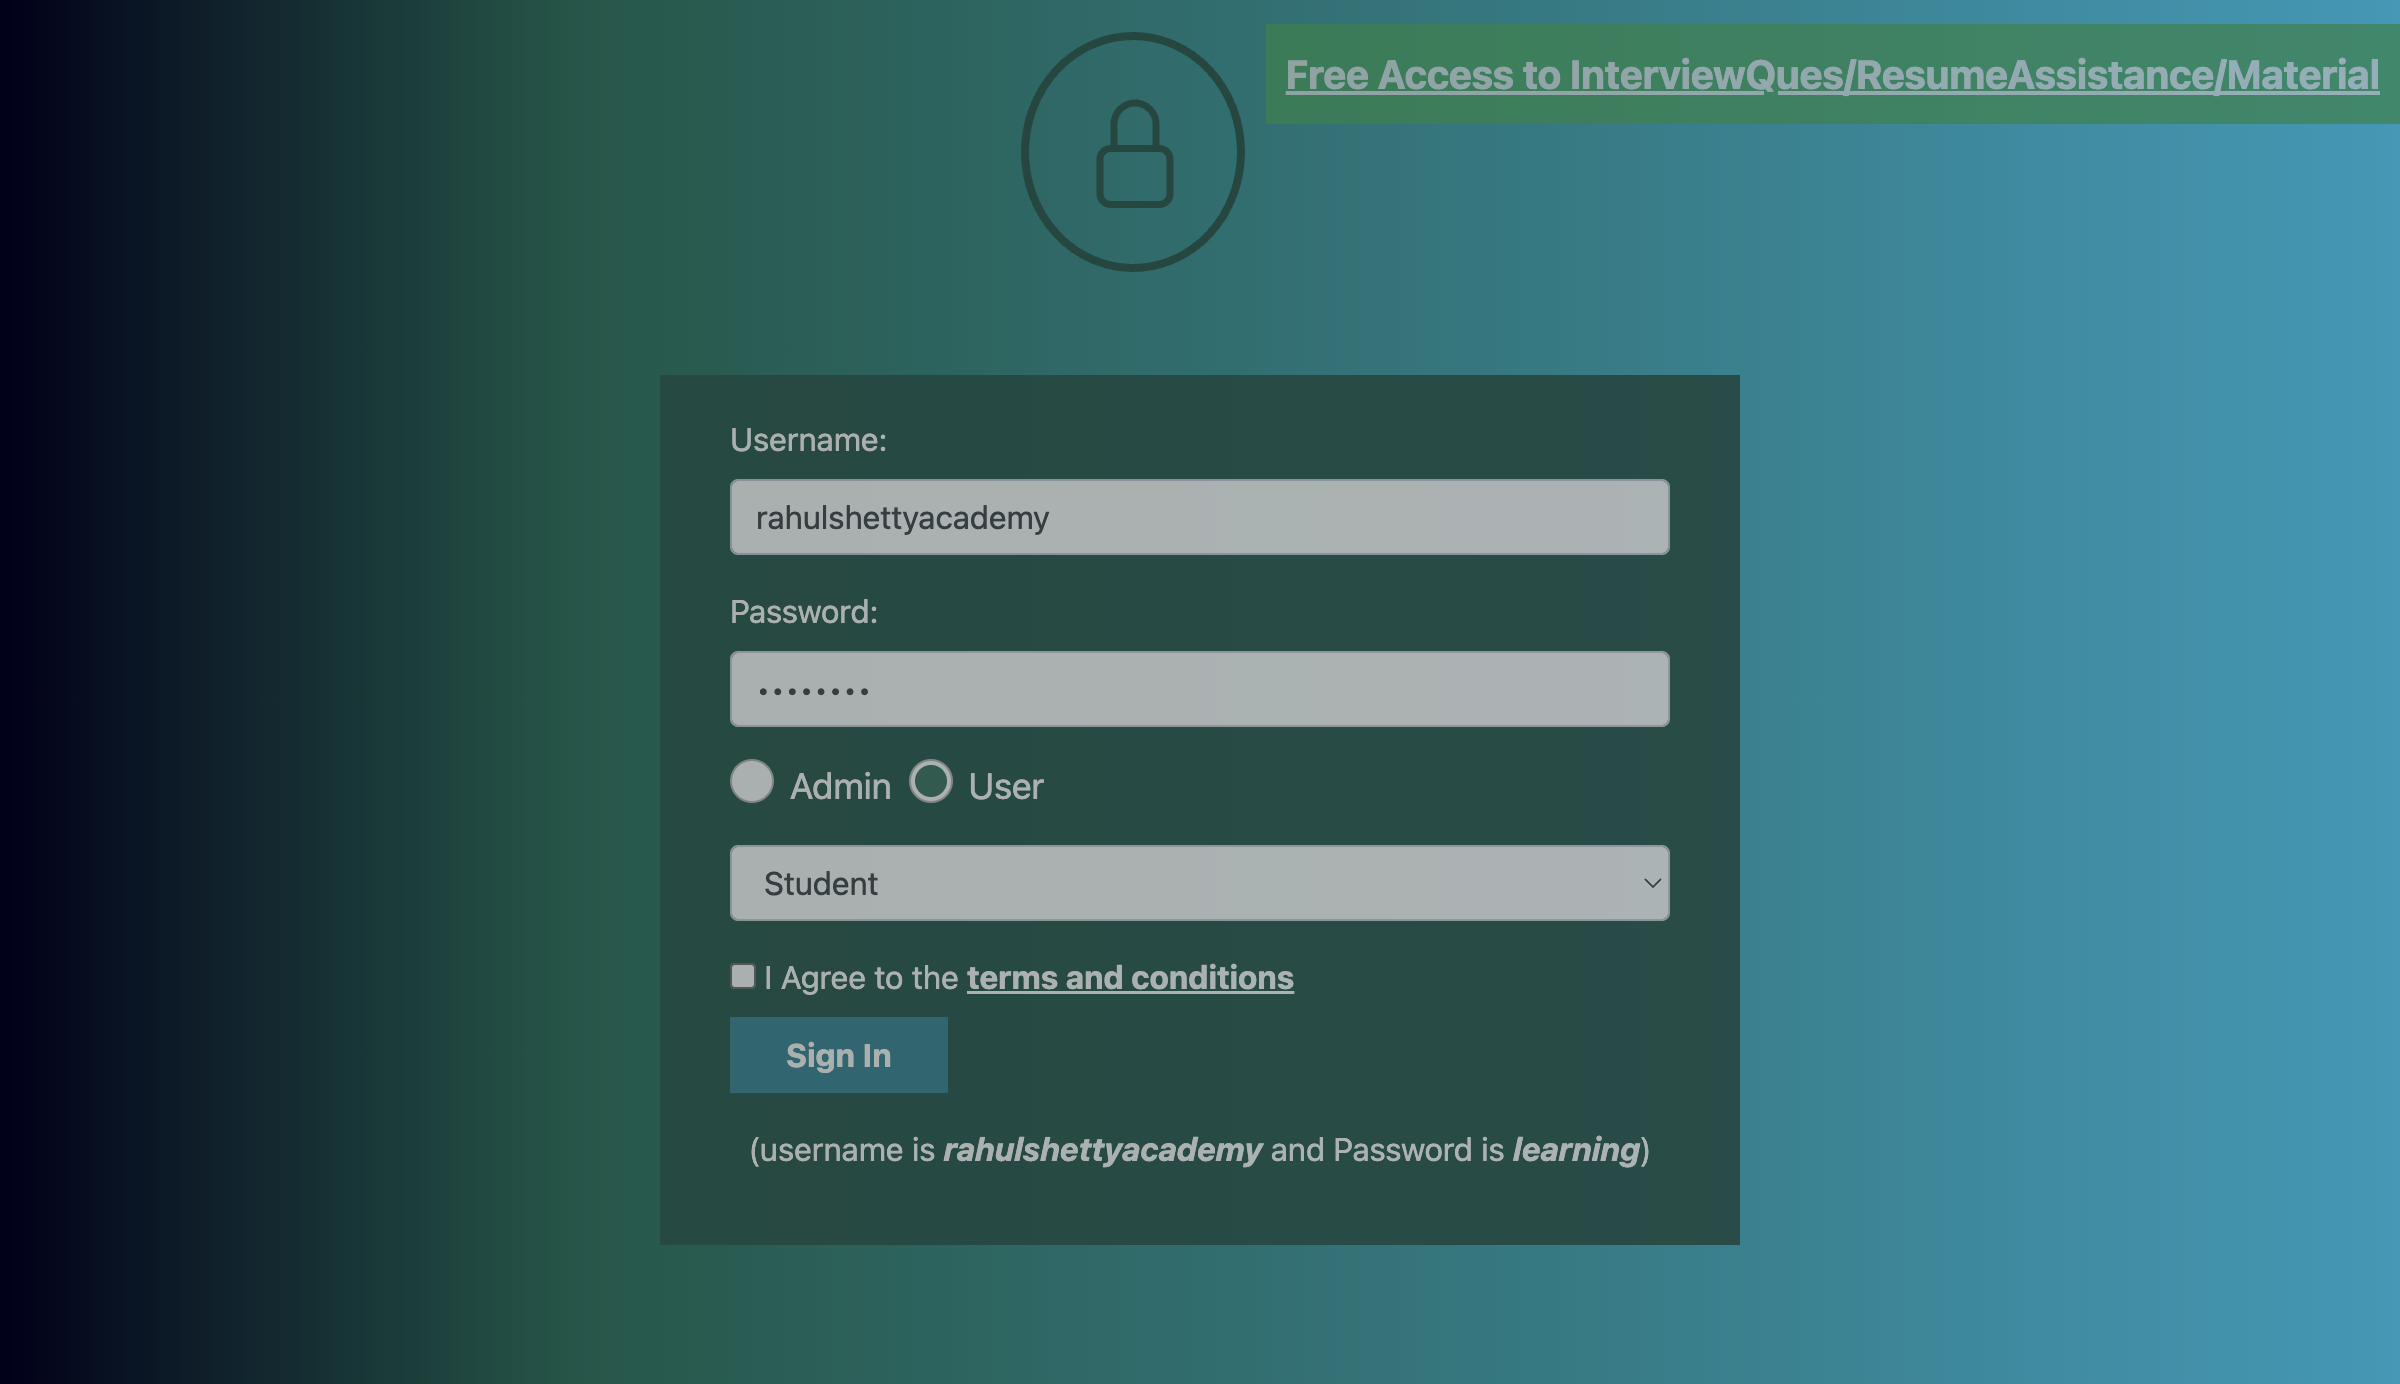 Free Access to InterviewQues/ResumeAssistance/Material
Username:
rahulshettyacademy
Password:
••••••••
Admin User
Student
I Agree to the terms and conditions
Sign In
(username is rahulshettyacademy and Password is learning)